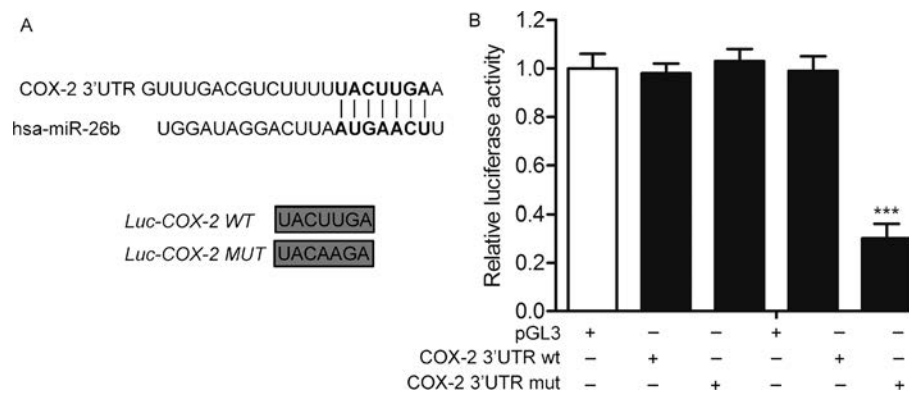 A
COX-2 3'UTR GUUUGACGUCUUUUUACUUGAA
hsa-miR-26b UGGAUAGGACUUAAUGAACUU
Luc-COX-2 WT UACUUGA
Luc-COX-2 MUT UACAAGA
B
Relative luciferase activity
1.2
1.0
0.8
0.6
0.4
0.2
0.0
***
pGL3 + – – + – –
COX-2 3'UTR wt – + – – + –
COX-2 3'UTR mut – – + – – +